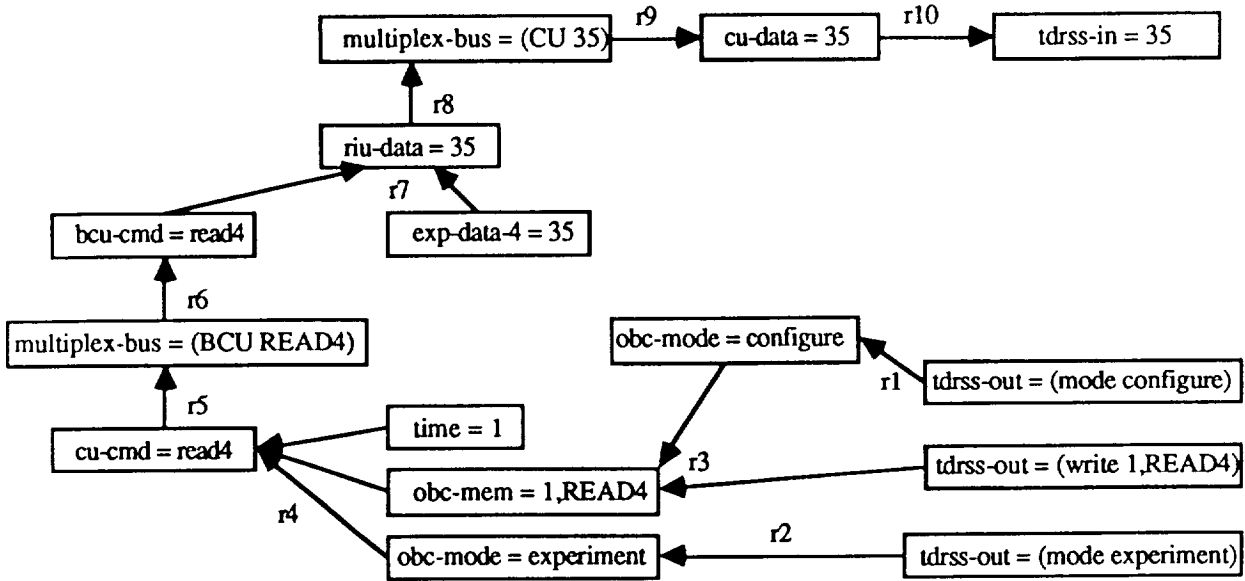 r9
r10
multiplex-bus = (CU 35)
cu-data = 35
tdrss-in = 35
r8
riu-data = 35
r7
bcu-cmd = read4
exp-data-4 = 35
r6
multiplex-bus = (BCU READ4)
obc-mode = configure
r1
tdrss-out = (mode configure)
r5
time = 1
cu-cmd = read4
r3
tdrss-out = (write 1,READ4)
obc-mem = 1,READ4
r4
r2
obc-mode = experiment
tdrss-out = (mode experiment)